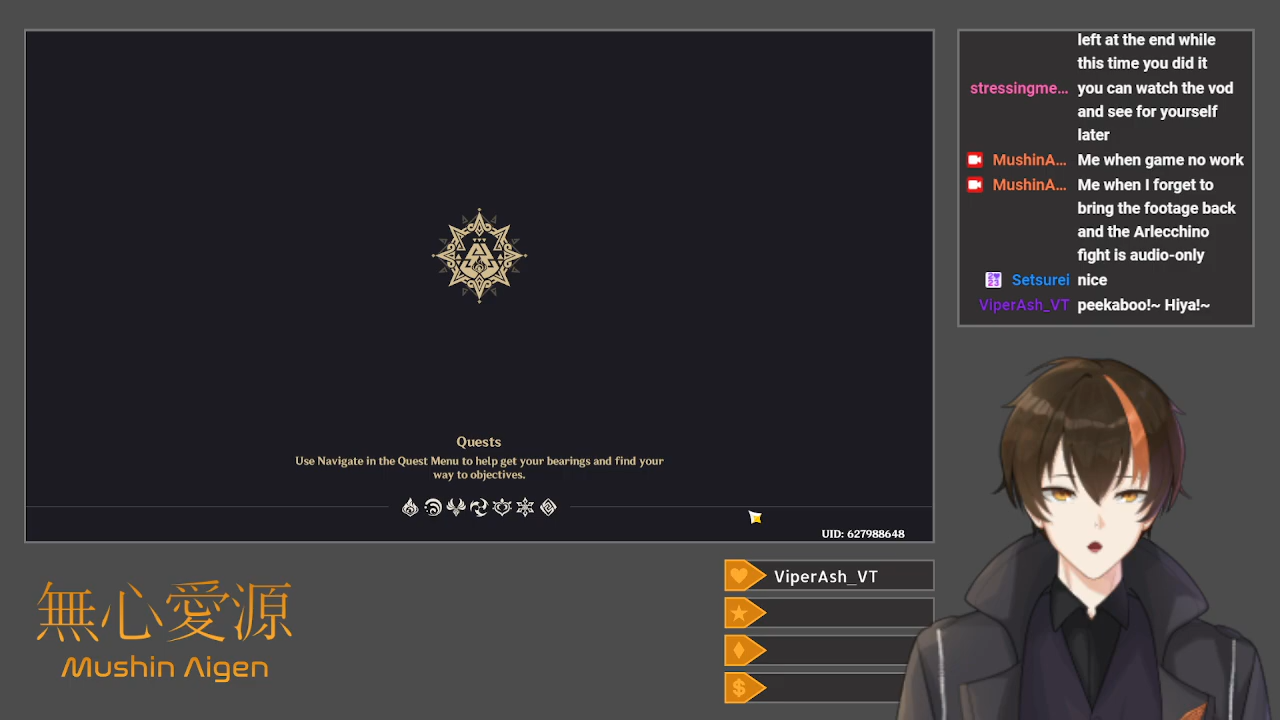 left at the end while
this time you did it
stressingme... you can watch the vod
and see for yourself
later
MushinA... Me when game no work
MushinA... Me when I forget to
bring the footage back
and the Arlecchino
fight is audio-only
Setsurei nice
ViperAsh_VT peekaboo!~ Hiya!~
Quests
Use Navigate in the Quest Menu to help get your bearings and find your
way to objectives.
UID: 627988648
ViperAsh_VT
無心愛源
Mushin Aigen